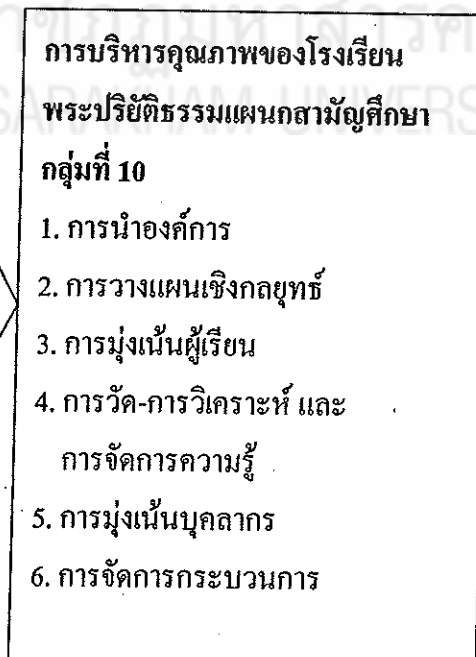 การบริหารคุณภาพของโรงเรียน
พระปริยัติธรรมแผนกสามัญศึกษา
กลุ่มที่ 10
1. การนำองค์การ
2. การวางแผนเชิงกลยุทธ์
3. การมุ่งเน้นผู้เรียน
4. การวัด-การวิเคราะห์ และ
การจัดการความรู้
5. การมุ่งเน้นบุคลากร
6. การจัดการกระบวนการ